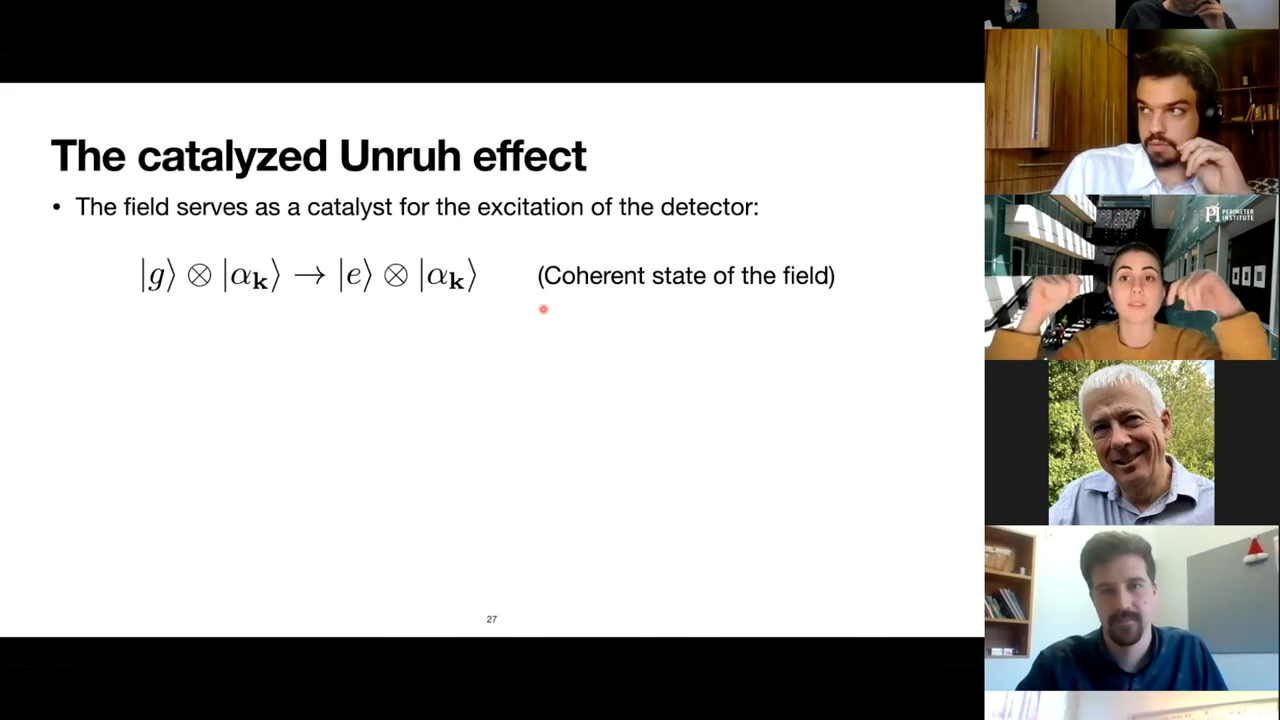 The catalyzed Unruh effect
• The field serves as a catalyst for the excitation of the detector:
|g⟩ ⊗ |α_𝐤⟩ → |e⟩ ⊗ |α_𝐤⟩ (Coherent state of the field)
27
PI PERIMETER
INSTITUTE